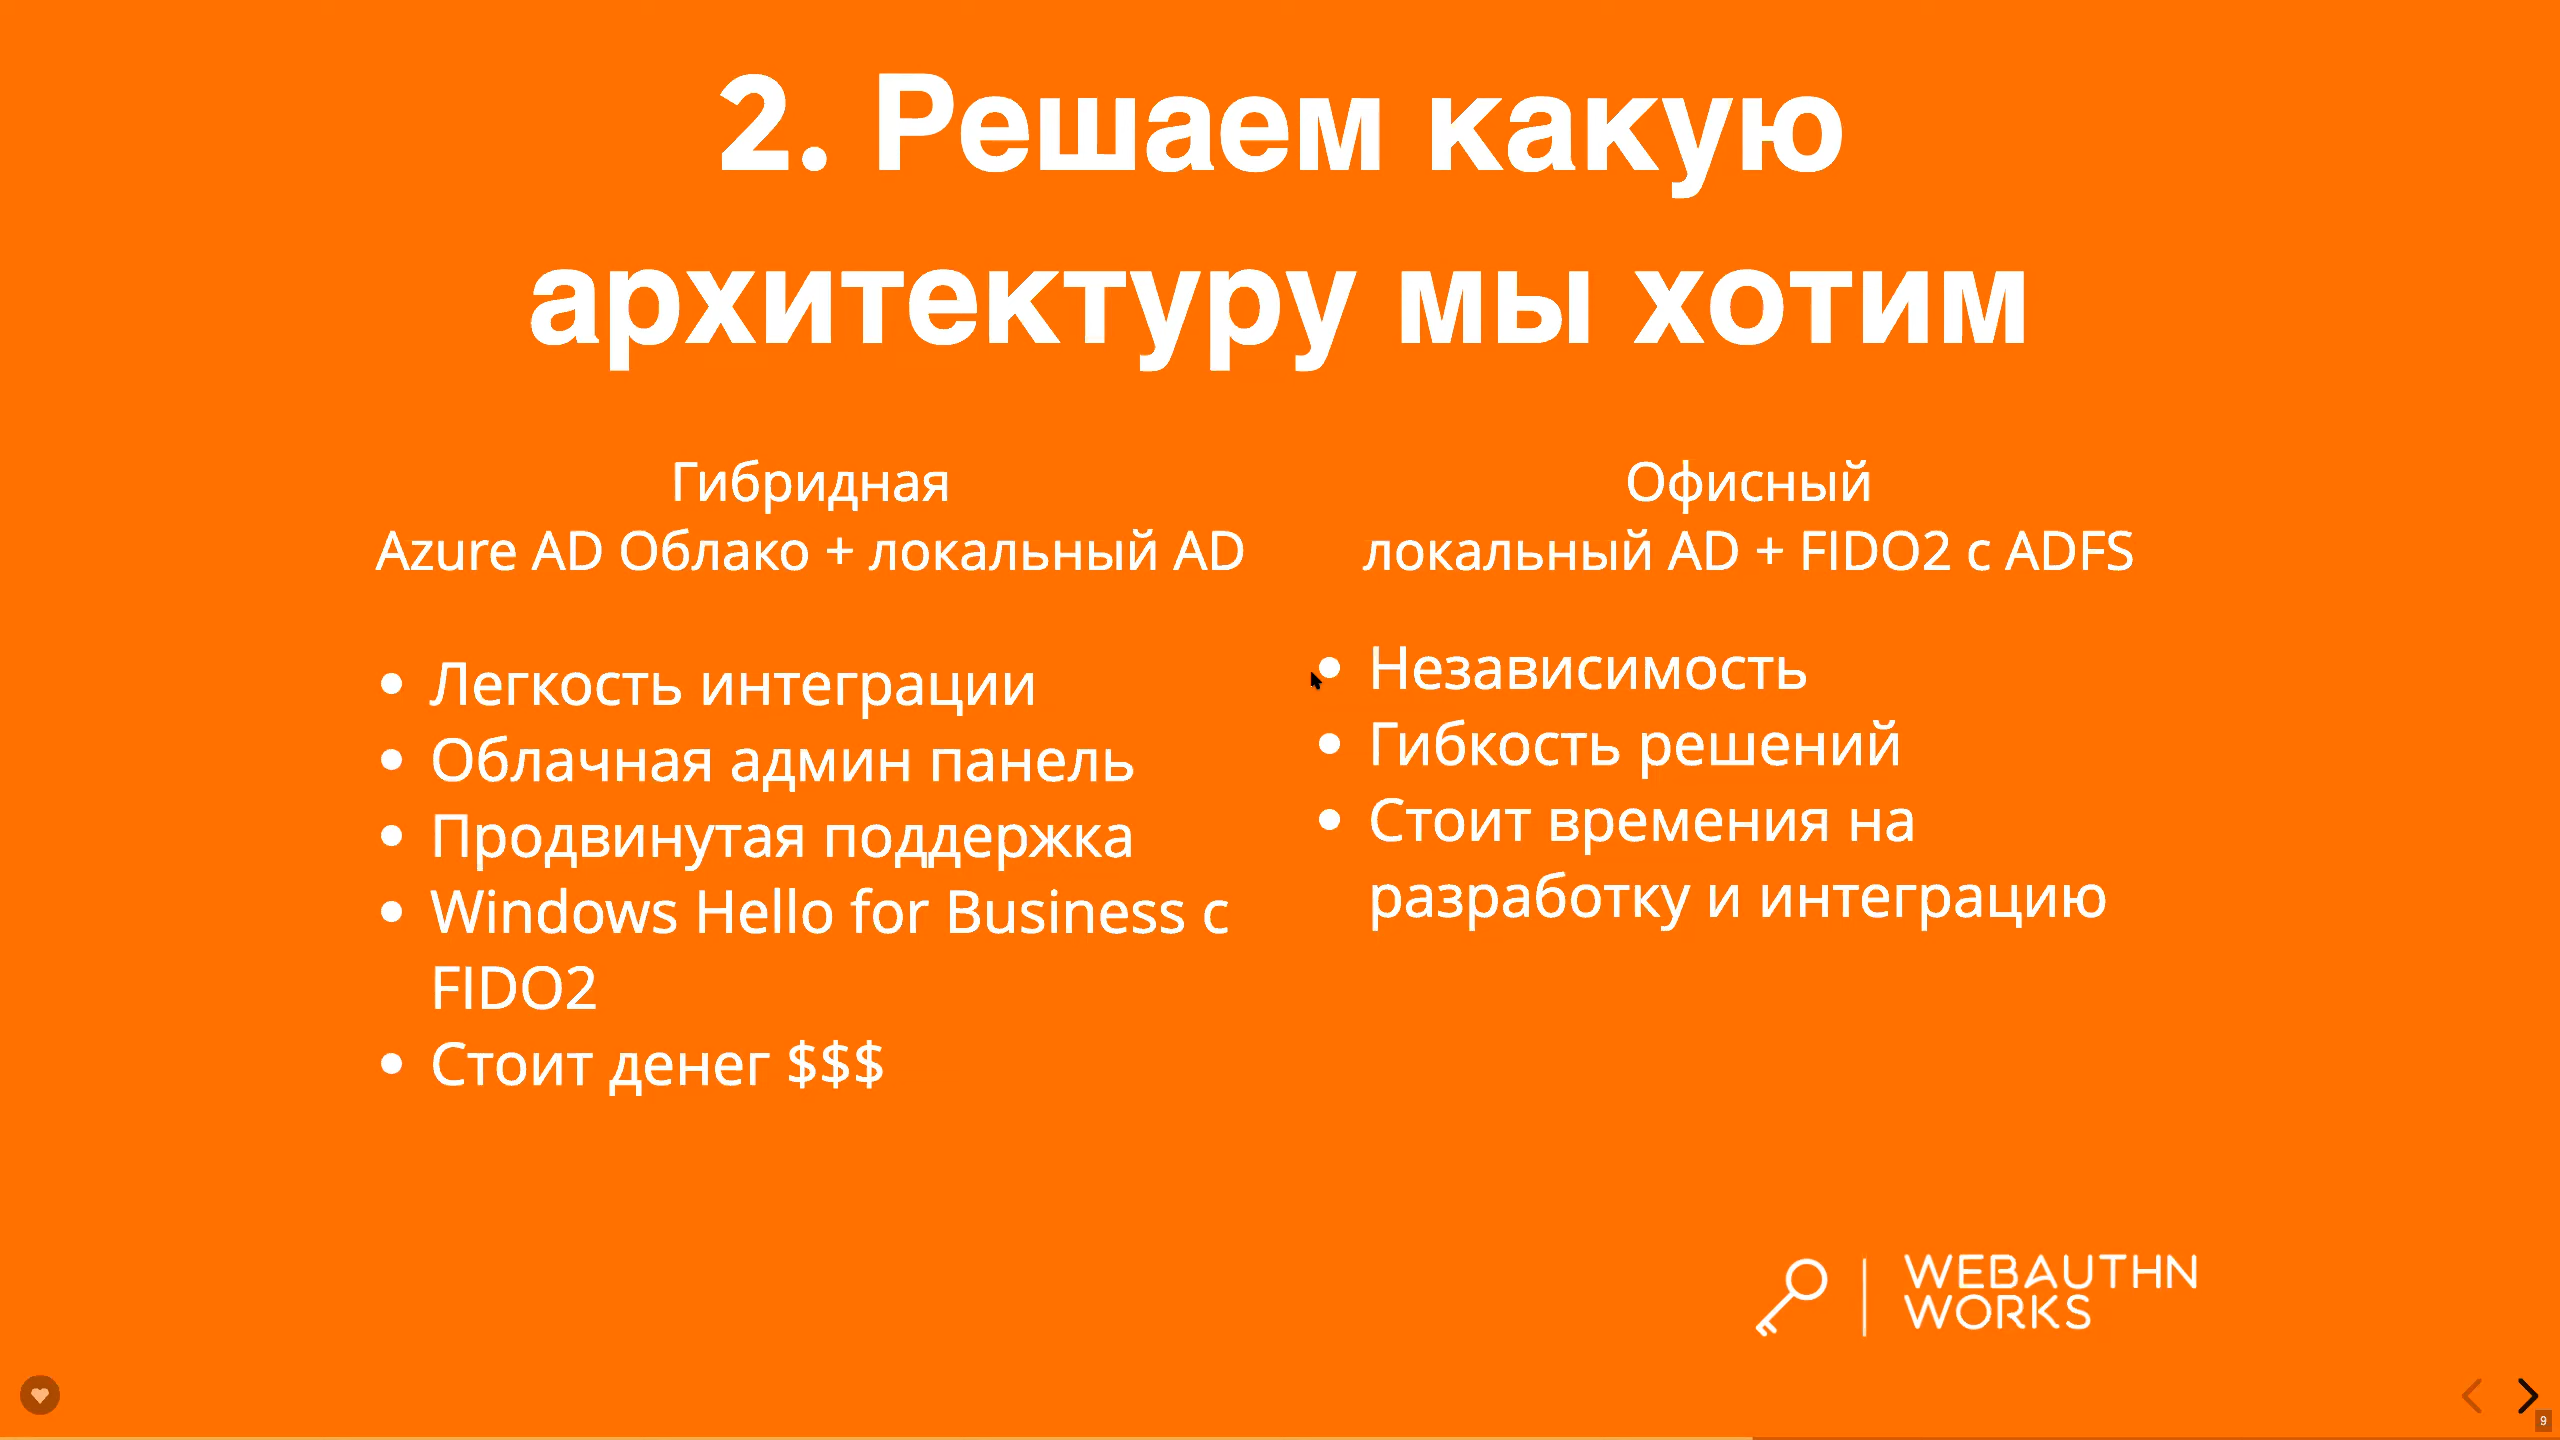 2. Решаем какую
архитектуру мы хотим
Гибридная
Azure AD Облако + локальный AD
• Легкость интеграции
• Облачная админ панель
• Продвинутая поддержка
• Windows Hello for Business с
FIDO2
• Стоит денег $$$
Офисный
локальный AD + FIDO2 с ADFS
• Независимость
• Гибкость решений
• Стоит времения на
разработку и интеграцию
WEBAUTHN
WORKS
9